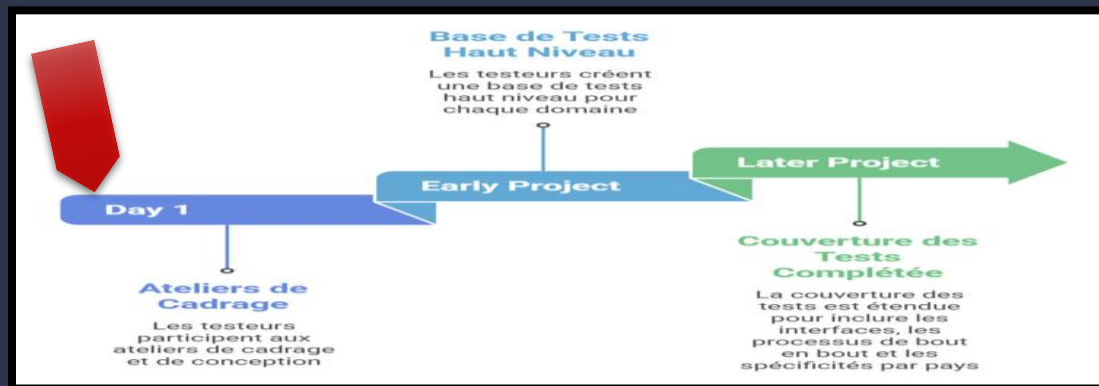 Base de Tests
Haut Niveau
Les testeurs créent
une base de tests
haut niveau pour
chaque domaine
Later Project
Early Project
Day 1
Ateliers de
Cadrage
Les testeurs
participent aux
ateliers de cadrage
et de conception
Couverture des
Tests
Complétée
La couverture des
tests est étendue
pour inclure les
interfaces, les
processus de bout
en bout et les
spécificités par pays